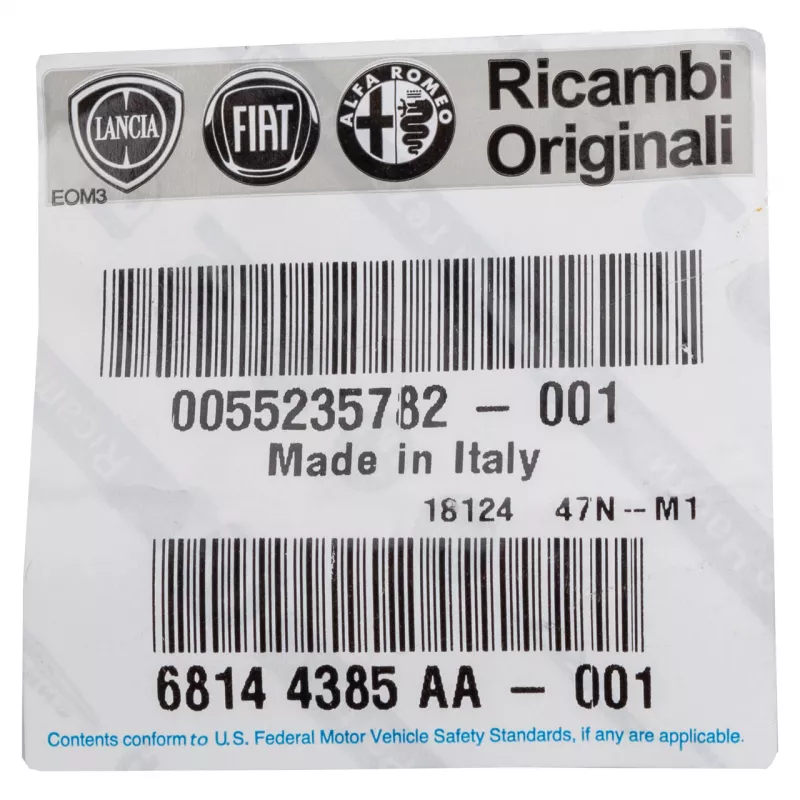 LANCIA
FIAT
ALFA ROMEO
Ricambi
Originali
EOM3
0055235782 - 001
Made in Italy
18124 47N--M1
6814 4385 AA - 001
Contents conform to U.S. Federal Motor Vehicle Safety Standards, if any are applicable.